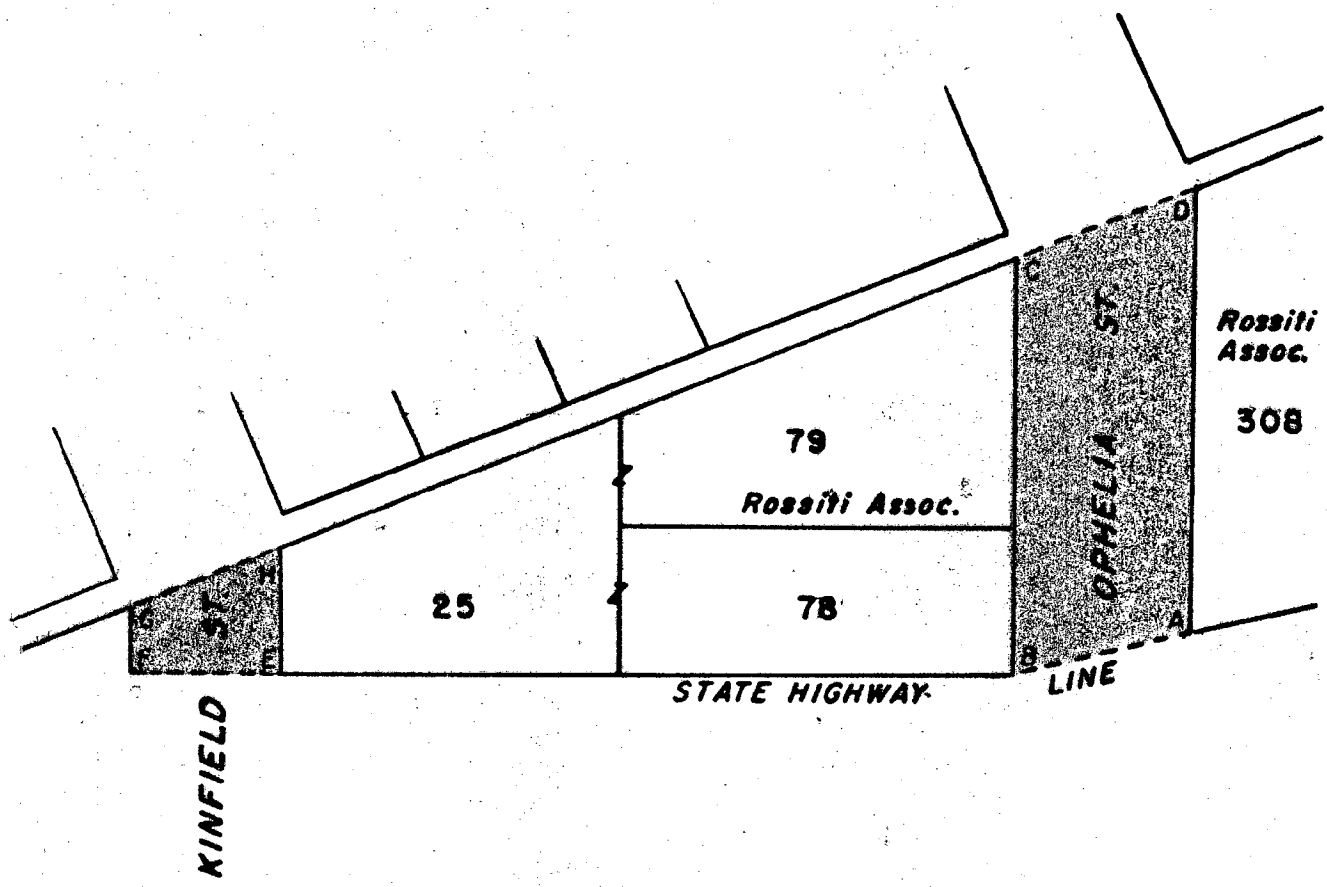 D
C
OPHELIA ST.
Rossiti
Assoc.
308
79
Rossiti Assoc.
H
G
ST.
25
78
A
F
E
B
LINE
STATE HIGHWAY
KINFIELD